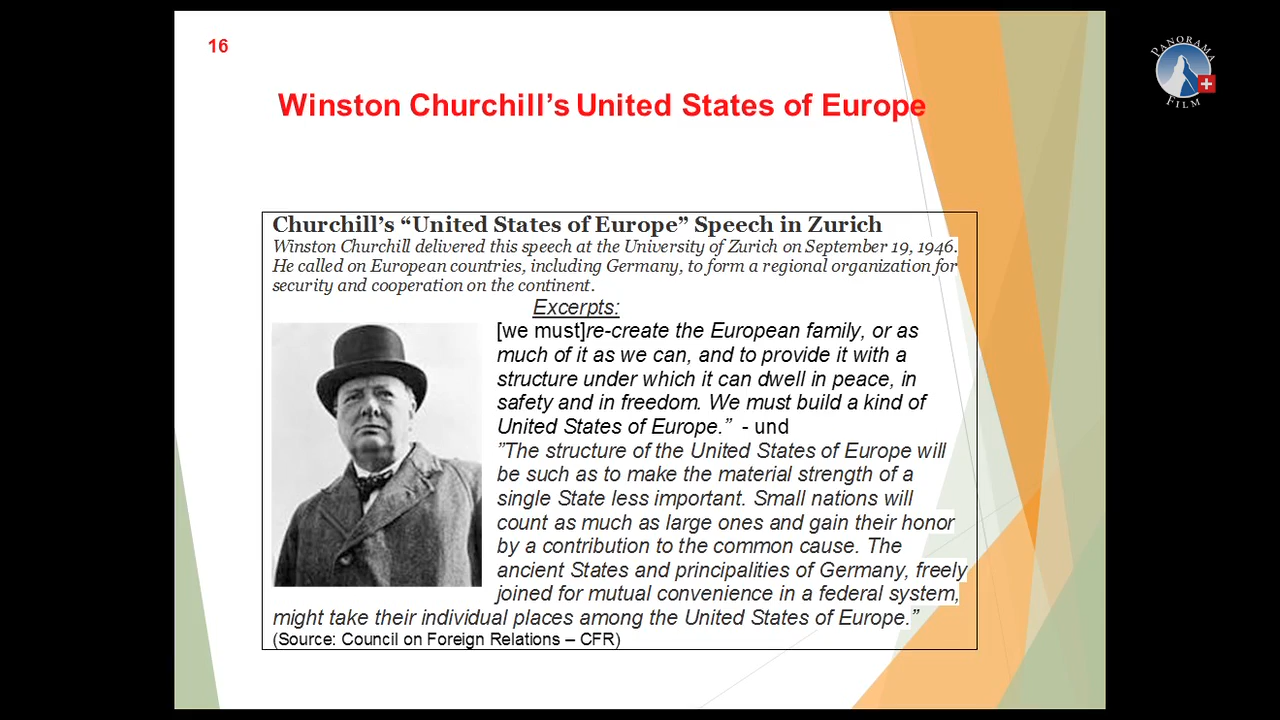 16
PANORAMA
FILM
Winston Churchill’s United States of Europe
Churchill’s “United States of Europe” Speech in Zurich
Winston Churchill delivered this speech at the University of Zurich on September 19, 1946.
He called on European countries, including Germany, to form a regional organization for
security and cooperation on the continent.
Excerpts:
[we must]re-create the European family, or as
much of it as we can, and to provide it with a
structure under which it can dwell in peace, in
safety and in freedom. We must build a kind of
United States of Europe.” - und
”The structure of the United States of Europe will
be such as to make the material strength of a
single State less important. Small nations will
count as much as large ones and gain their honor
by a contribution to the common cause. The
ancient States and principalities of Germany, freely
joined for mutual convenience in a federal system,
might take their individual places among the United States of Europe.”
(Source: Council on Foreign Relations – CFR)